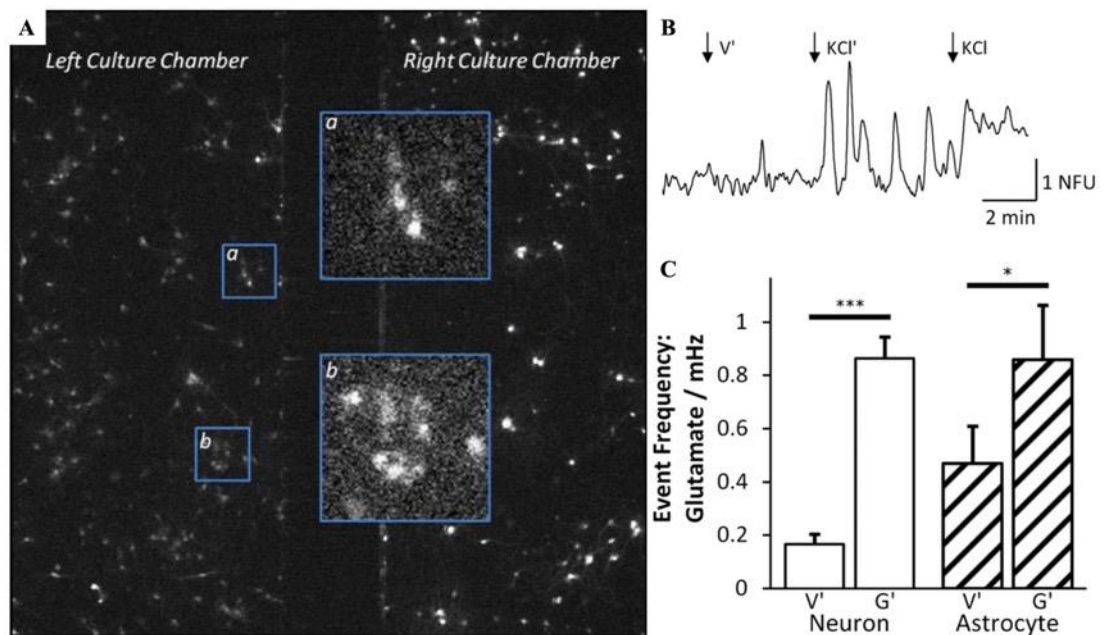 A
Left Culture Chamber
Right Culture Chamber
a
a
b
b
B
V'
KCl'
KCl
1 NFU
2 min
C
Event Frequency:
Glutamate / mHz
***
*
1
0.8
0.6
0.4
0.2
0
V'
G'
V'
G'
Neuron
Astrocyte